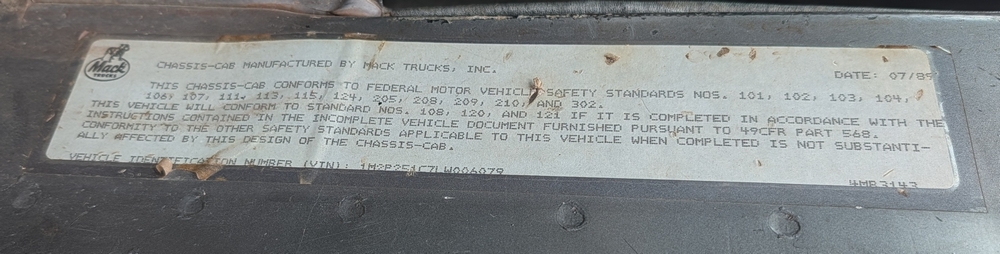 Mack
TRUCKS
CHASSIS-CAB MANUFACTURED BY MACK TRUCKS, INC.
DATE: 07/89
THIS CHASSIS-CAB CONFORMS TO FEDERAL MOTOR VEHICLE SAFETY STANDARDS NOS. 101, 102, 103, 104,
106, 107, 111, 113, 115, 124, 205, 208, 209, 210, AND 302.
THIS VEHICLE WILL CONFORM TO STANDARD NOS. 108, 120, AND 121 IF IT IS COMPLETED IN ACCORDANCE WITH THE
INSTRUCTIONS CONTAINED IN THE INCOMPLETE VEHICLE DOCUMENT FURNISHED PURSUANT TO 49CFR PART 568.
CONFORMITY TO THE OTHER SAFETY STANDARDS APPLICABLE TO THIS VEHICLE WHEN COMPLETED IS NOT SUBSTANTI-
ALLY AFFECTED BY THIS DESIGN OF THE CHASSIS-CAB.
VEHICLE IDENTIFICATION NUMBER (VIN):
4MB3143